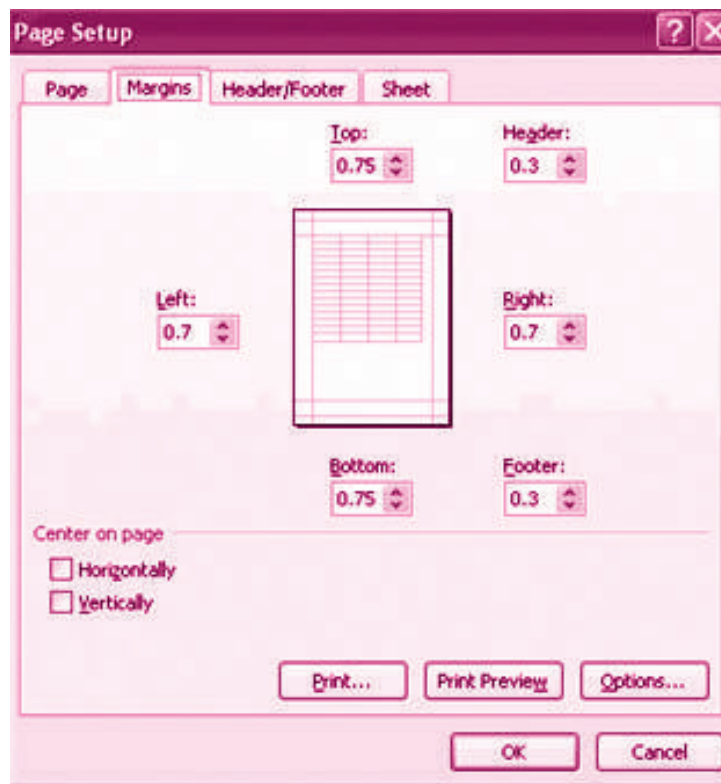 Page Setup
Page Margins Header/Footer Sheet
Top: Header:
0.75 0.3
Left: Right:
0.7 0.7
Bottom: Footer:
0.75 0.3
Center on page
Horizontally
Vertically
Print... Print Preview Options...
OK Cancel